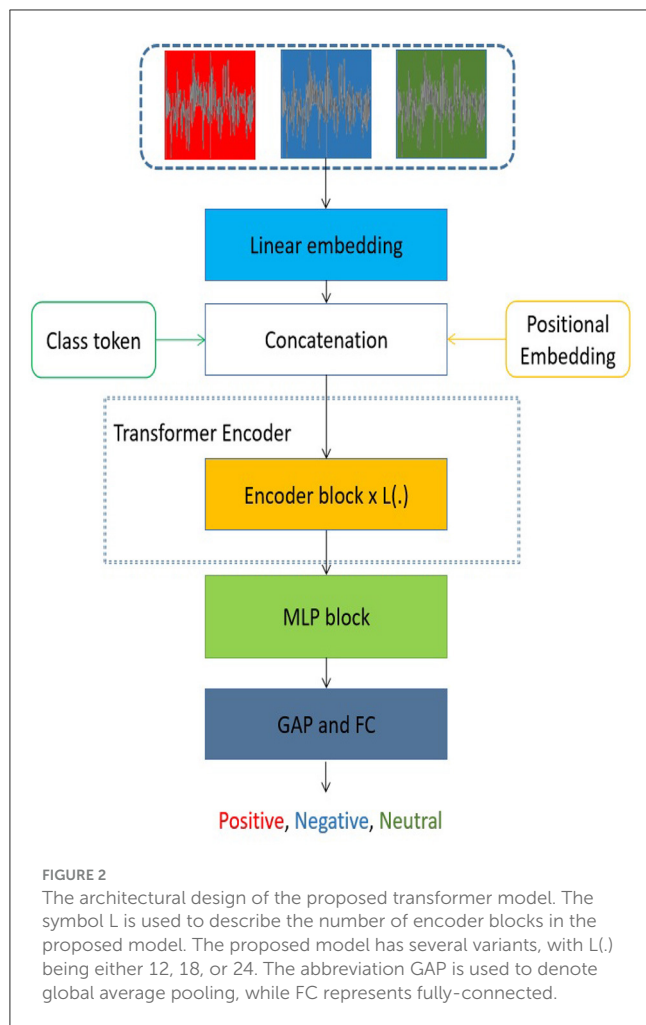 Linear embedding
Class token
Concatenation
Positional
Embedding
Transformer Encoder
Encoder block x L(.)
MLP block
GAP and FC
Positive, Negative, Neutral
FIGURE 2
The architectural design of the proposed transformer model. The
symbol L is used to describe the number of encoder blocks in the
proposed model. The proposed model has several variants, with L(.)
being either 12, 18, or 24. The abbreviation GAP is used to denote
global average pooling, while FC represents fully-connected.